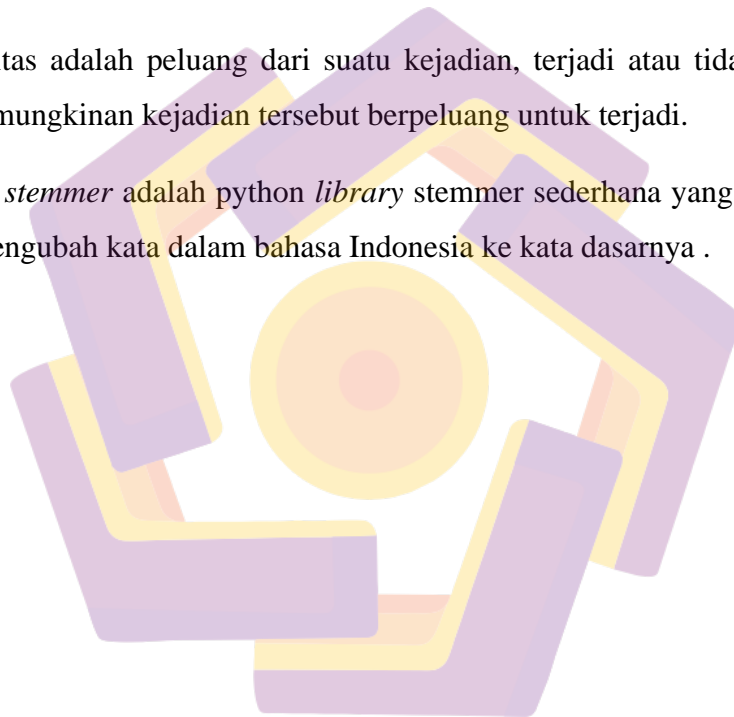 itas adalah peluang dari suatu kejadian, terjadi atau tida
mungkinan kejadian tersebut berpeluang untuk terjadi.
stemmer adalah python library stemmer sederhana yang
engubah kata dalam bahasa Indonesia ke kata dasarnya .